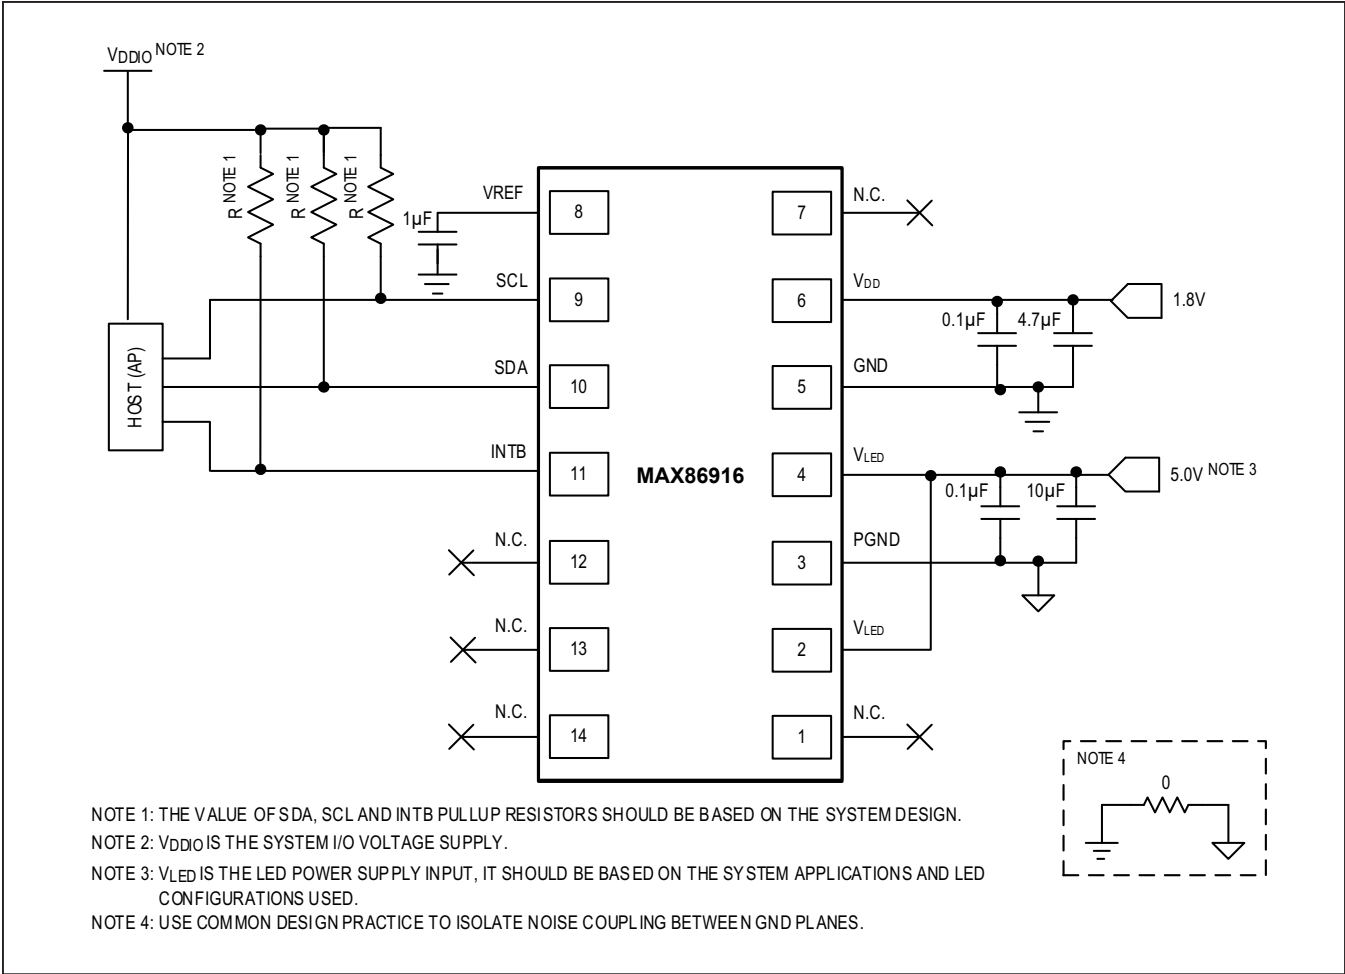 VDDIO NOTE 2
R NOTE 1
R NOTE 1
R NOTE 1
1µF
VREF
8
7
N.C.
SCL
9
6
VDD
0.1µF
4.7µF
1.8V
HOST (AP)
SDA
10
5
GND
INTB
11
MAX86916
4
VLED
0.1µF
10µF
5.0V NOTE 3
N.C.
12
3
PGND
N.C.
13
2
VLED
N.C.
14
1
N.C.
NOTE 4
0
NOTE 1: THE VALUE OF SDA, SCL AND INTB PULLUP RESISTORS SHOULD BE BASED ON THE SYSTEM DESIGN.
NOTE 2: VDDIO IS THE SYSTEM I/O VOLTAGE SUPPLY.
NOTE 3: VLED IS THE LED POWER SUPPLY INPUT, IT SHOULD BE BASED ON THE SYSTEM APPLICATIONS AND LED
CONFIGURATIONS USED.
NOTE 4: USE COMMON DESIGN PRACTICE TO ISOLATE NOISE COUPLING BETWEEN GND PLANES.